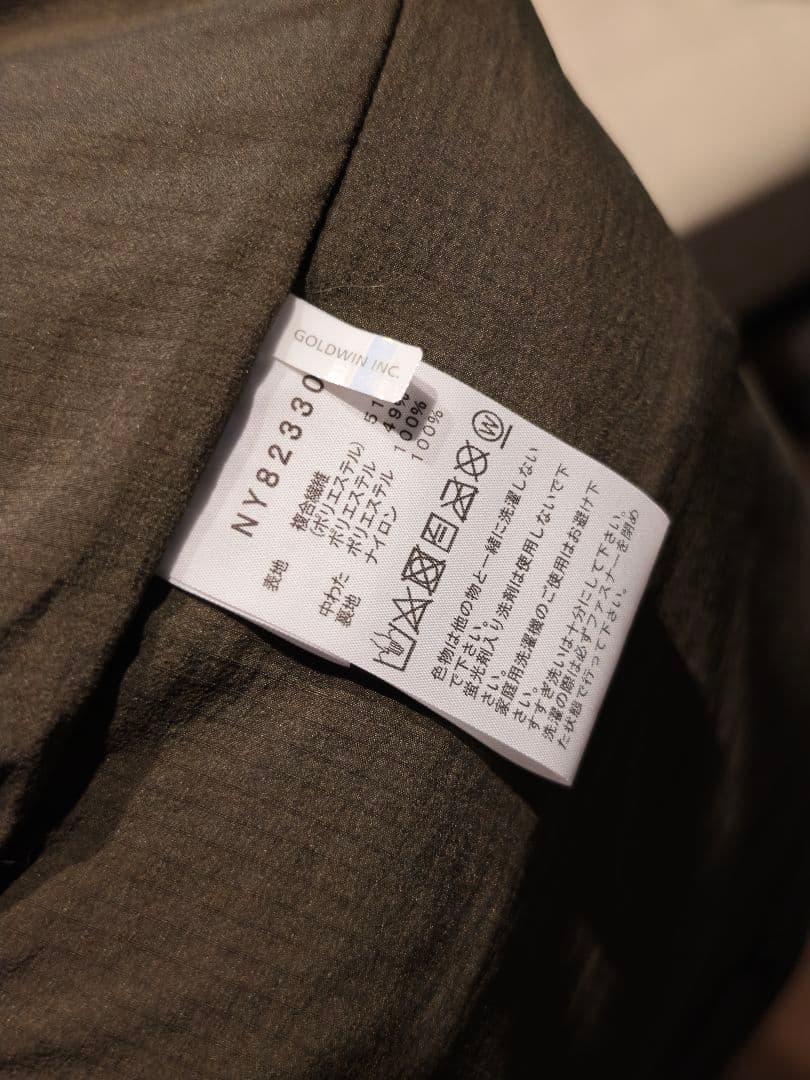 GOLDWIN INC.
NY82330
表地 複合繊維
(ポリエステル) 51
ポリエステル 49%
中わた ポリエステル 100%
裏地 ナイロン 100%
W
色物は他の物と一緒に洗濯しない
で下さい。
蛍光剤入り洗剤は使用しないで下
さい。
家庭用洗濯機のご使用はお避け下
さい。
すすぎ洗いは十分にして下さい。
洗濯の際は必ずファスナーを閉め
た状態で行って下さい。